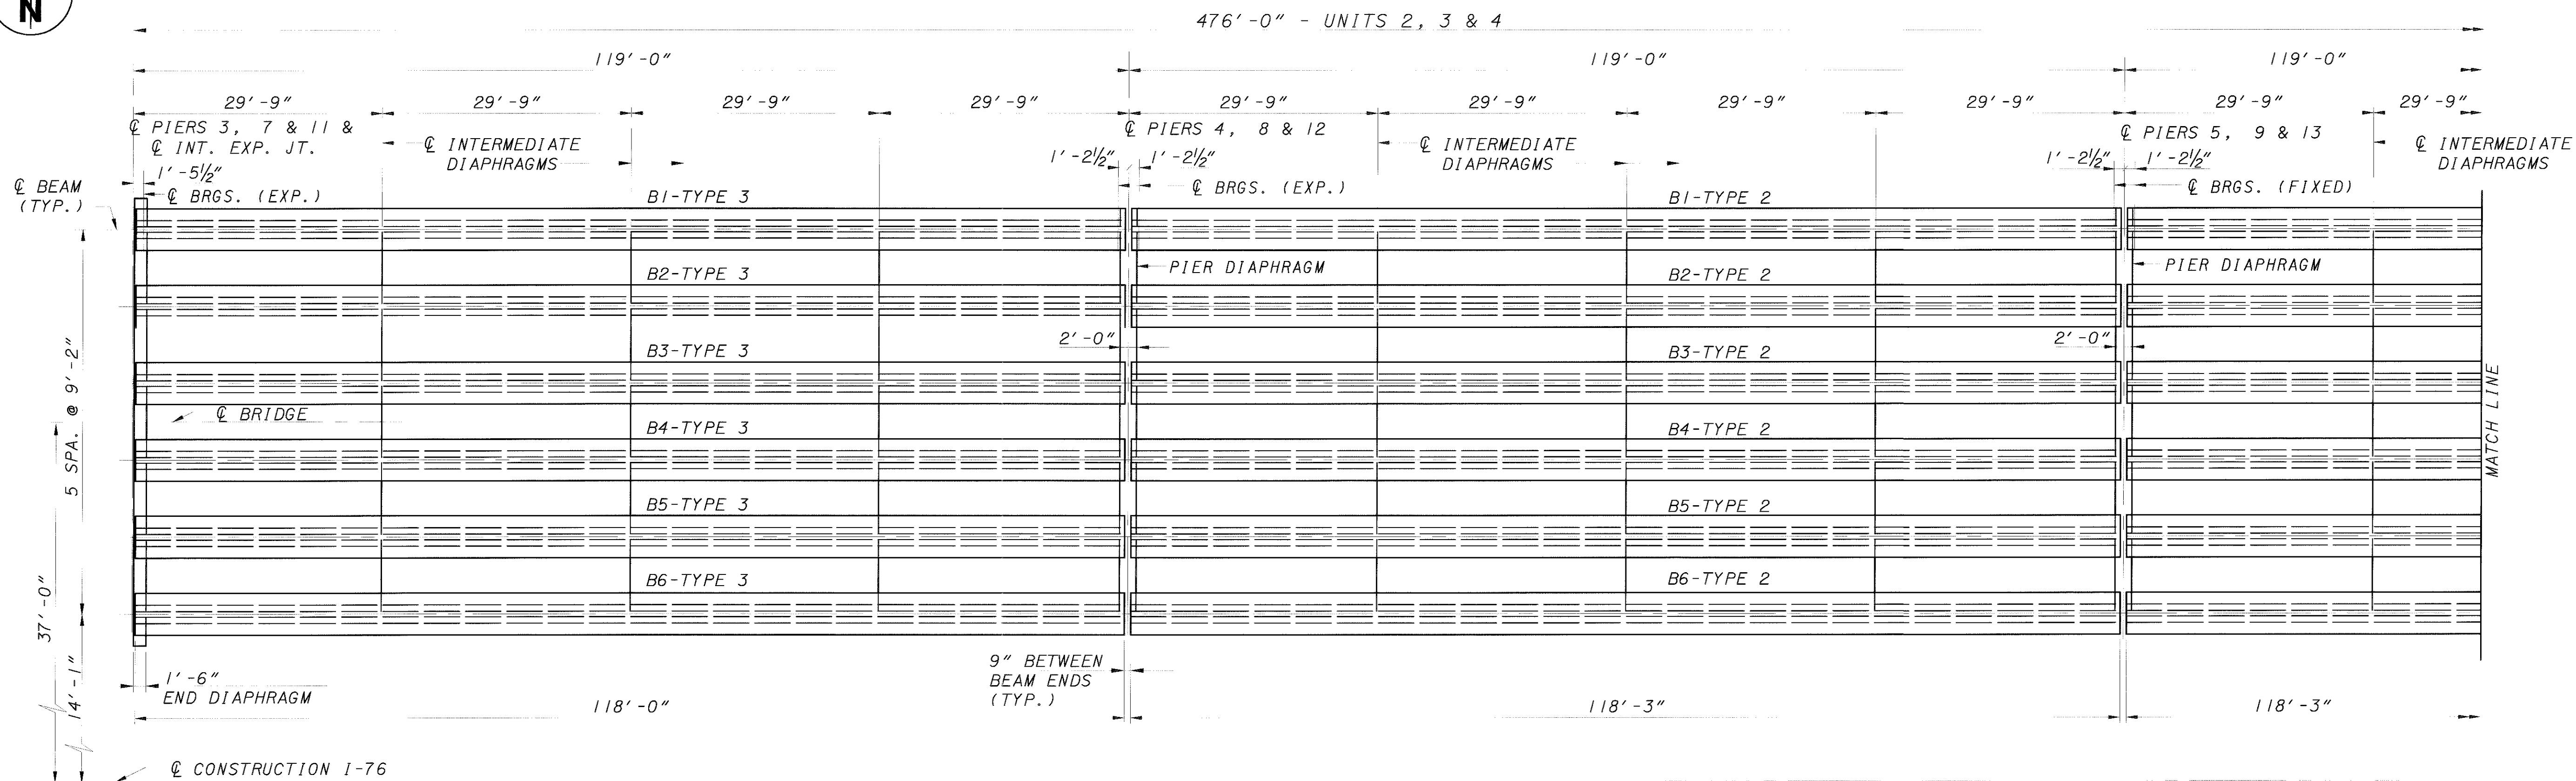 N
476'-0" - UNITS 2, 3 & 4
119'-0" 119'-0" 119'-0"
29'-9" 29'-9" 29'-9" 29'-9" 29'-9" 29'-9" 29'-9" 29'-9" 29'-9" 29'-9"
℄ PIERS 3, 7 & 11 &
℄ INT. EXP. JT.
℄ INTERMEDIATE
DIAPHRAGMS
℄ PIERS 4, 8 & 12
℄ INTERMEDIATE
DIAPHRAGMS
℄ PIERS 5, 9 & 13
℄ INTERMEDIATE
DIAPHRAGMS
1'-5½"
1'-2½" 1'-2½"
1'-2½" 1'-2½"
℄ BEAM
(TYP.)
℄ BRGS. (EXP.)
℄ BRGS. (EXP.)
℄ BRGS. (FIXED)
B1-TYPE 3
B1-TYPE 2
PIER DIAPHRAGM
PIER DIAPHRAGM
B2-TYPE 3
B2-TYPE 2
2'-0"
2'-0"
B3-TYPE 3
B3-TYPE 2
5 SPA. @ 9'-2"
℄ BRIDGE
MATCH LINE
B4-TYPE 3
B4-TYPE 2
B5-TYPE 3
B5-TYPE 2
B6-TYPE 3
B6-TYPE 2
37'-0"
14'-1"
1'-6"
END DIAPHRAGM
9" BETWEEN
BEAM ENDS
(TYP.)
118'-0" 118'-3" 118'-3"
℄ CONSTRUCTION I-76